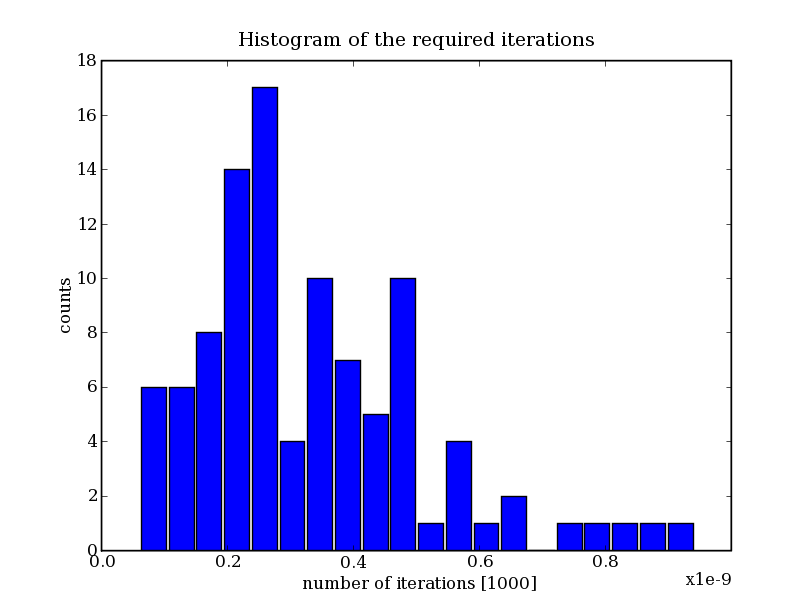 Histogram of the required iterations
18
16
14
12
10
8
6
4
2
0
counts
0.0 0.2 0.4 0.6 0.8
number of iterations [1000]
x1e-9